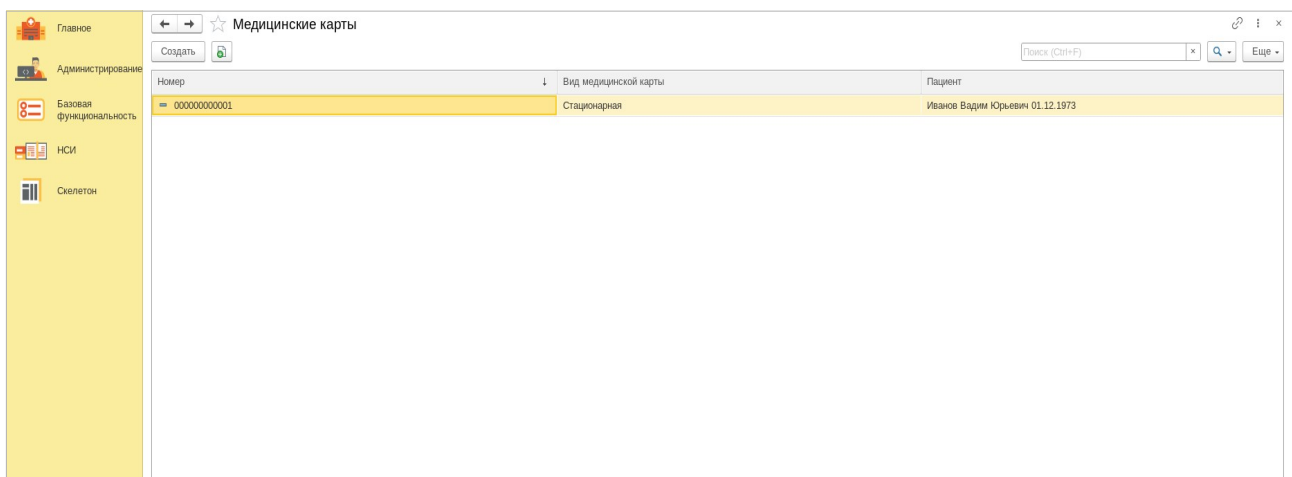 Главное
Администрирование
Базовая
функциональность
НСИ
Скелетон
Медицинские карты
Создать
Поиск (Ctrl+F)
×
Еще
Номер ↓ Вид медицинской карты Пациент
000000000001 Стационарная Иванов Вадим Юрьевич 01.12.1973